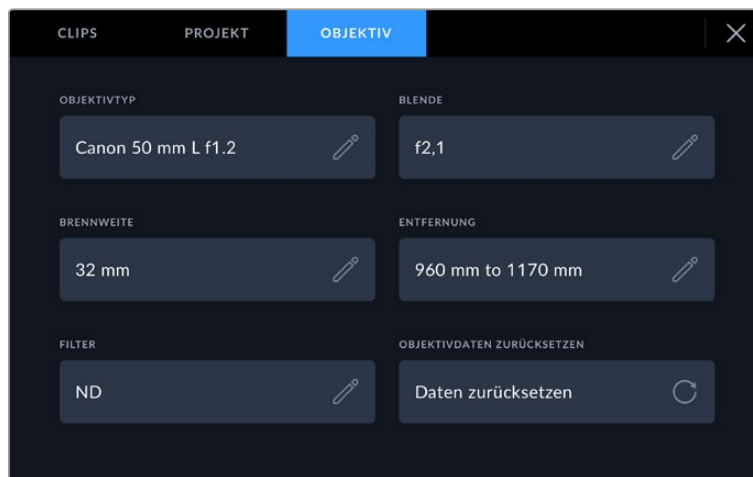 CLIPS PROJEKT OBJEKTIV
OBJEKTIVTYP BLENDE
Canon 50 mm L f1.2 f2,1
BRENNWEITE ENTFERNUNG
32 mm 960 mm to 1170 mm
FILTER OBJEKTIVDATEN ZURÜCKSETZEN
ND Daten zurücksetzen